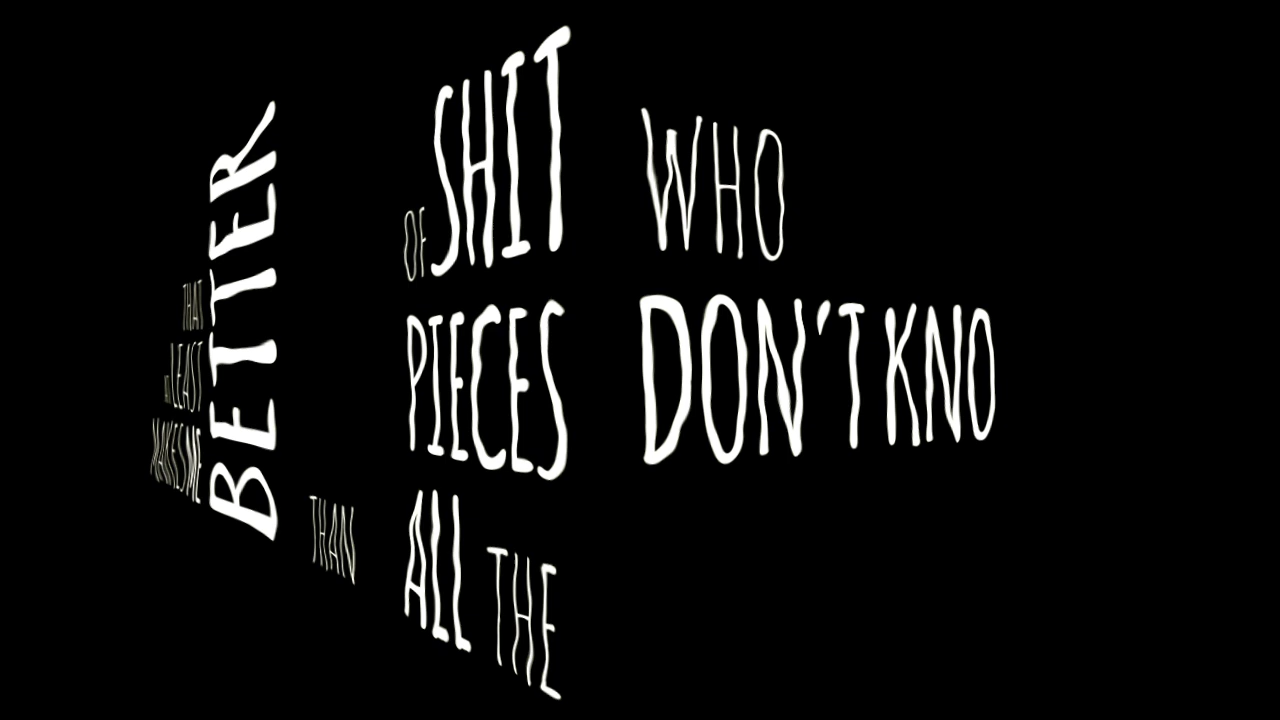 THAT
AT LEAST
MAKES ME
BETTER
THAN
ALL THE
PIECES
OF SHIT
WHO
DON'T KNO